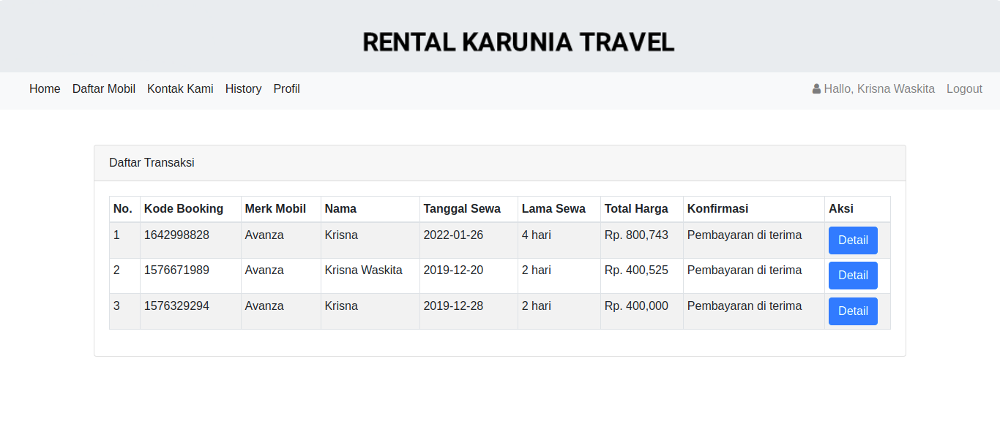 RENTAL KARUNIA TRAVEL
Home Daftar Mobil Kontak Kami History Profil Hallo, Krisna Waskita Logout
Daftar Transaksi
No. Kode Booking Merk Mobil Nama Tanggal Sewa Lama Sewa Total Harga Konfirmasi Aksi
1 1642998828 Avanza Krisna 2022-01-26 4 hari Rp. 800,743 Pembayaran di terima Detail
2 1576671989 Avanza Krisna Waskita 2019-12-20 2 hari Rp. 400,525 Pembayaran di terima Detail
3 1576329294 Avanza Krisna 2019-12-28 2 hari Rp. 400,000 Pembayaran di terima Detail